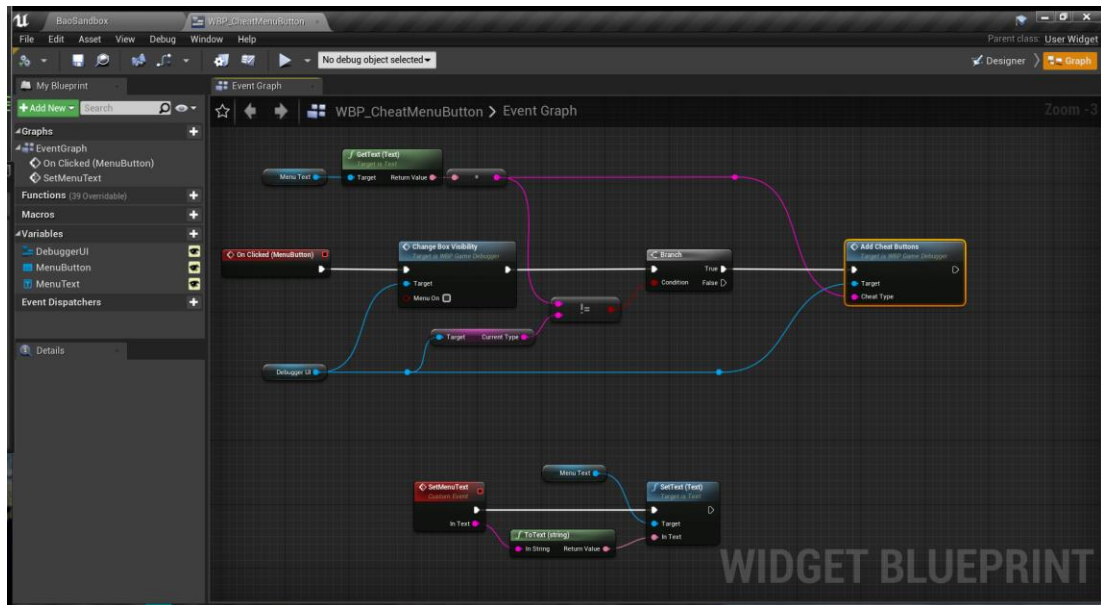 BaoSandbox
WBP_CheatMenuButton
File Edit Asset View Debug Window Help
Parent class: User Widget
No debug object selected
Designer
Graph
My Blueprint
Add New
Search
Graphs
EventGraph
On Clicked (MenuButton)
SetMenuText
Functions (39 Overridable)
Macros
Variables
DebuggerUI
MenuButton
MenuText
Event Dispatchers
Details
Event Graph
WBP_CheatMenuButton > Event Graph
Zoom -3
Menu Text
GetText (Text)
Target is Text
Target Return Value
On Clicked (MenuButton)
Change Box Visibility
Target is WBP Game Debugger
Target
Menu On
Branch
True
Condition False
Add Cheat Buttons
Target is WBP Game Debugger
Target
Cheat Type
!=
Target Current Type
Debugger UI
SetMenuText
Custom Event
In Text
Menu Text
ToText (string)
In String Return Value
SetText (Text)
Target is Text
Target
In Text
WIDGET BLUEPRINT